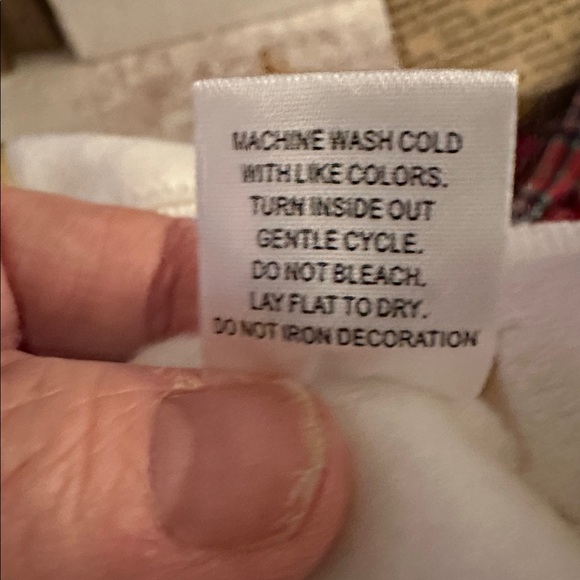 MACHINE WASH COLD
WITH LIKE COLORS.
TURN INSIDE OUT
GENTLE CYCLE.
DO NOT BLEACH.
LAY FLAT TO DRY.
DO NOT IRON DECORATION